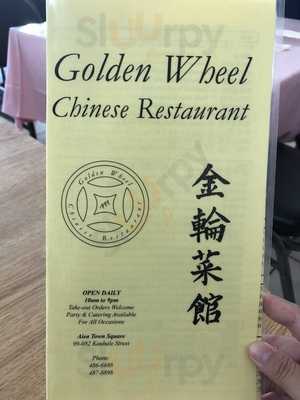 Slurrpy
Golden Wheel
Chinese Restaurant
Golden Wheel
Chinese Restaurant
金輪菜館
OPEN DAILY
10am to 9pm
Take-out Orders Welcome
Party & Catering Available
For All Occasions
Aiea Town Square
99-082 Kauhale Street
Phone
486-6688
487-8898